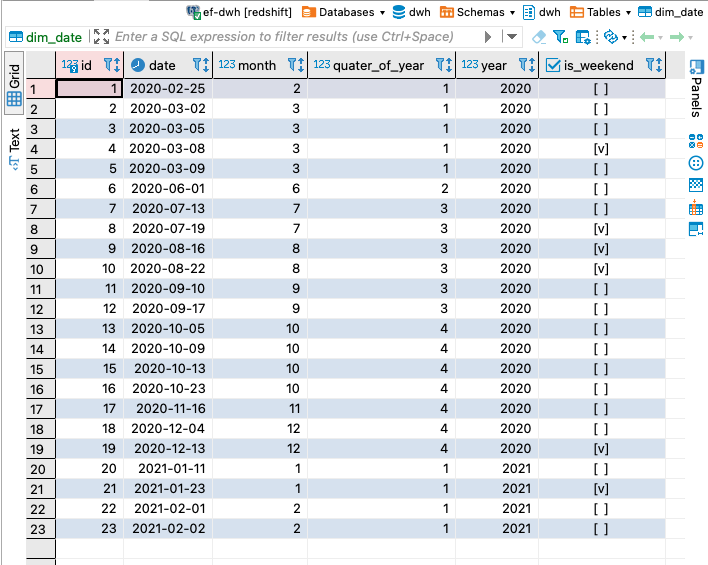 ef-dwh [redshift] Databases dwh Schemas dwh Tables dim_date
dim_date Enter a SQL expression to filter results (use Ctrl+Space)
Grid
Text
Panels
123 id date 123 month 123 quater_of_year 123 year is_weekend
1 1 2020-02-25 2 1 2020 [ ]
2 2 2020-03-02 3 1 2020 [ ]
3 3 2020-03-05 3 1 2020 [ ]
4 4 2020-03-08 3 1 2020 [v]
5 5 2020-03-09 3 1 2020 [ ]
6 6 2020-06-01 6 2 2020 [ ]
7 7 2020-07-13 7 3 2020 [ ]
8 8 2020-07-19 7 3 2020 [v]
9 9 2020-08-16 8 3 2020 [v]
10 10 2020-08-22 8 3 2020 [v]
11 11 2020-09-10 9 3 2020 [ ]
12 12 2020-09-17 9 3 2020 [ ]
13 13 2020-10-05 10 4 2020 [ ]
14 14 2020-10-09 10 4 2020 [ ]
15 15 2020-10-13 10 4 2020 [ ]
16 16 2020-10-23 10 4 2020 [ ]
17 17 2020-11-16 11 4 2020 [ ]
18 18 2020-12-04 12 4 2020 [ ]
19 19 2020-12-13 12 4 2020 [v]
20 20 2021-01-11 1 1 2021 [ ]
21 21 2021-01-23 1 1 2021 [v]
22 22 2021-02-01 2 1 2021 [ ]
23 23 2021-02-02 2 1 2021 [ ]